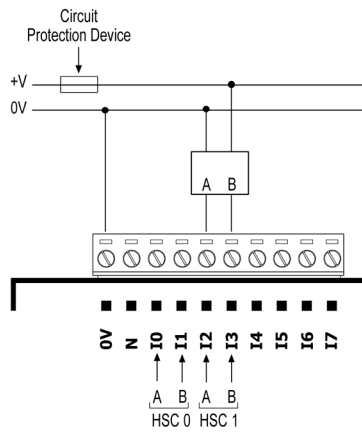 Circuit
Protection Device
+V
0V
A B
0V N I0 I1 I2 I3 I4 I5 I6 I7
A B A B
HSC 0 HSC 1